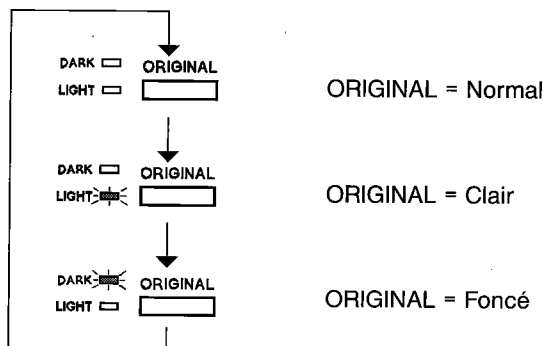 DARK ORIGINAL
LIGHT ORIGINAL = Normal
DARK ORIGINAL
LIGHT ORIGINAL = Clair
DARK ORIGINAL
LIGHT ORIGINAL = Foncé